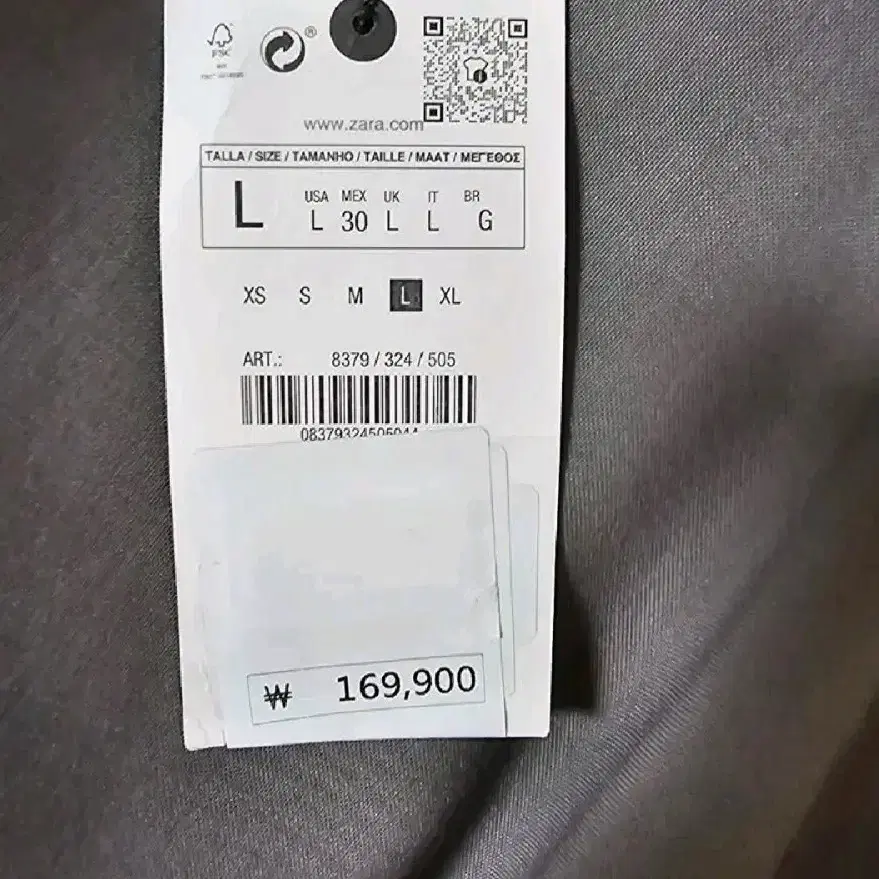 FSC
®
www.zara.com
TALLA / SIZE / TAMANHO / TAILLE / MAAT / ΜΕΓΕΘΟΣ
L
USA MEX UK IT BR
L 30 L L G
XS S M L XL
ART.: 8379 / 324 / 505
08379324505044
₩ 169,900